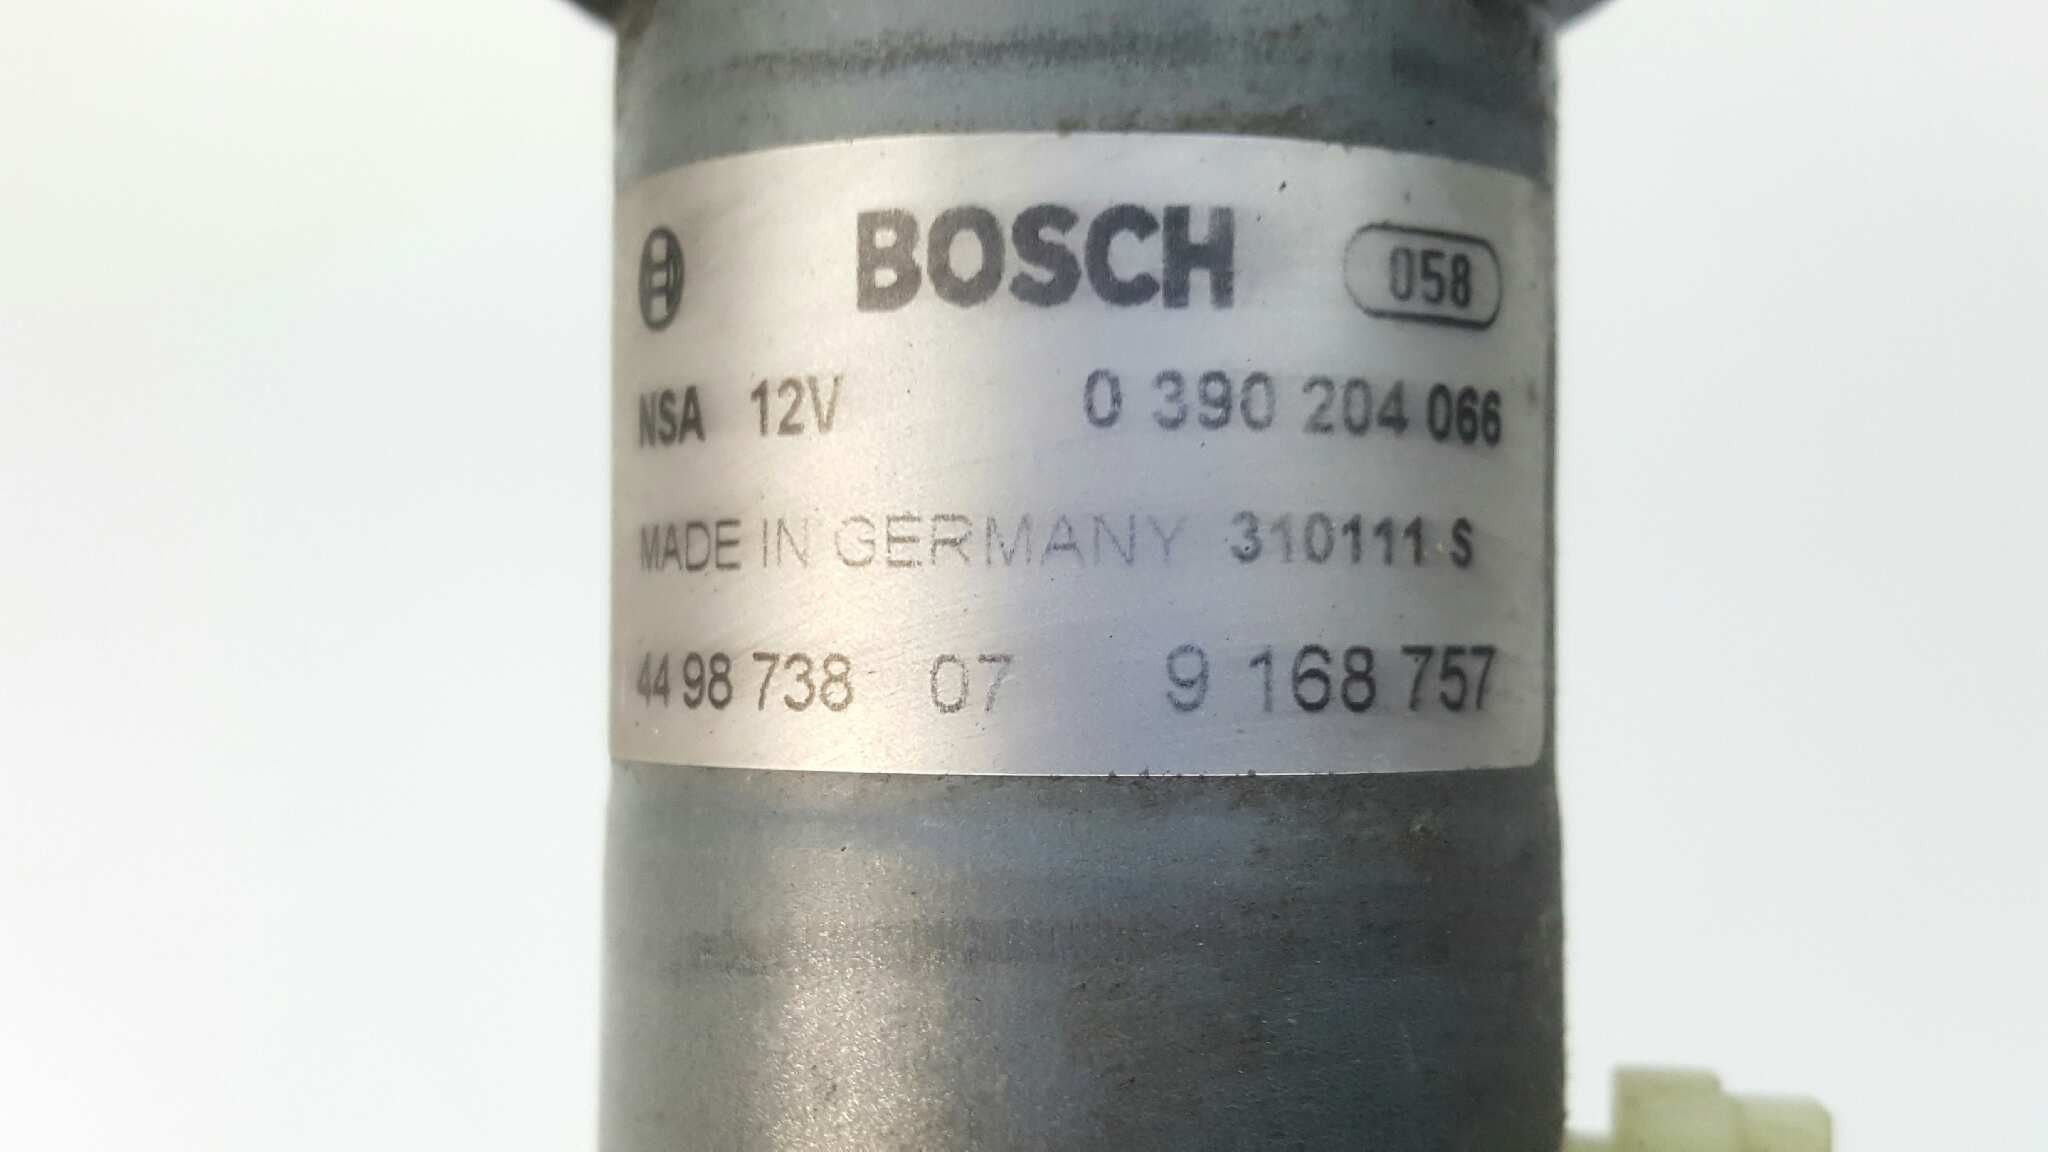 BOSCH 058
NSA 12V 0 390 204 066
MADE IN GERMANY 310111 S
44 98 738 07 9 168 757